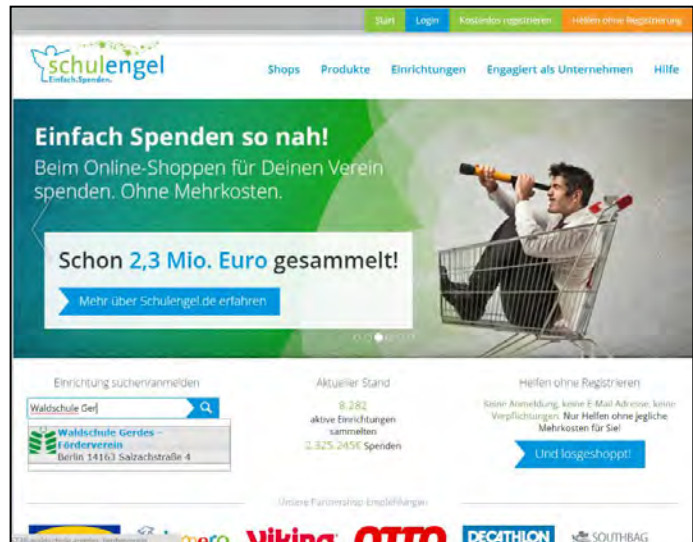 Start Login Kostenlos registrieren Helfen ohne Registrierung
schulengel
Einfach.Spenden.
Shops Produkte Einrichtungen Engagiert als Unternehmen Hilfe
Einfach Spenden so nah!
Beim Online-Shoppen für Deinen Verein
spenden. Ohne Mehrkosten.
Schon 2,3 Mio. Euro gesammelt!
Mehr über Schulengel.de erfahren
Einrichtung suchen/anmelden
Waldschule Ger
Waldschule Gerdes –
Förderverein
Berlin 14163 Salzachstraße 4
Aktueller Stand
8.282
aktive Einrichtungen
sammelten
2.325.245€ Spenden
Helfen ohne Registrieren
Keine Anmeldung, keine E-Mail Adresse, keine
Verpflichtungen. Nur Helfen ohne jegliche
Mehrkosten für Sie!
Und losgeshoppt!
Unsere Partnershop Empfehlungen
Viking OTTO DECATHLON SOUTHBAG